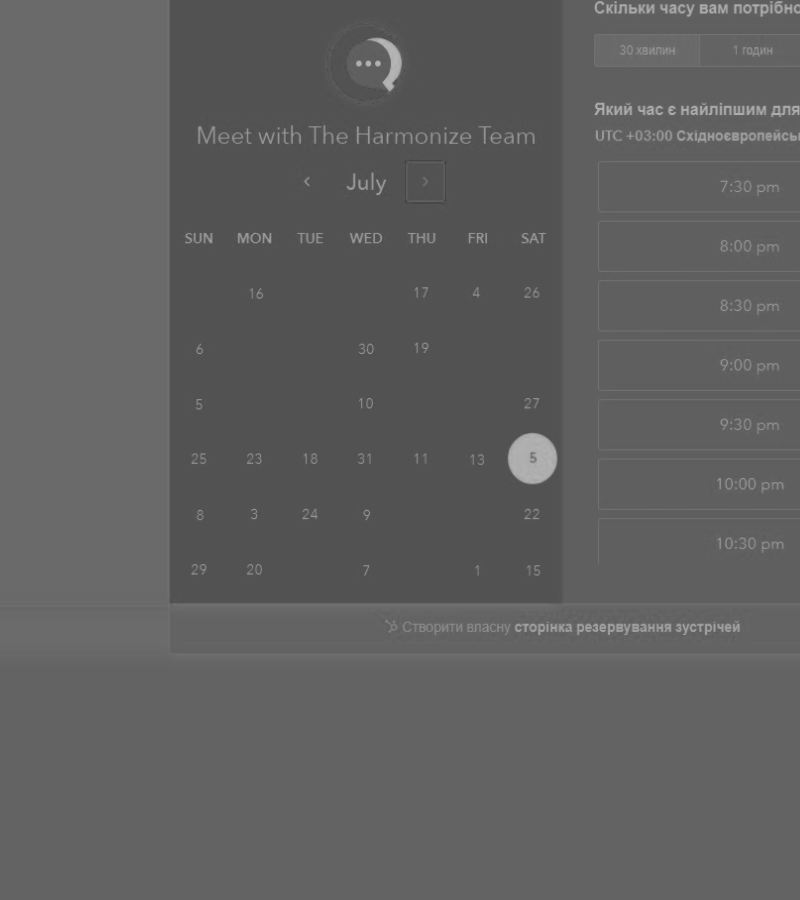 Скільки часу вам потрібно
30 хвилин 1 годин
Meet with The Harmonize Team
Який час є найліпшим для
July
UTC +03:00 Східноєвропейсь
SUN MON TUE WED THU FRI SAT
16 17 4 26
6 30 19
5 10 27
25 23 18 31 11 13 5
8 3 24 9 22
29 20 7 1 15
7:30 pm
8:00 pm
8:30 pm
9:00 pm
9:30 pm
10:00 pm
10:30 pm
Створити власну сторінка резервування зустрічей